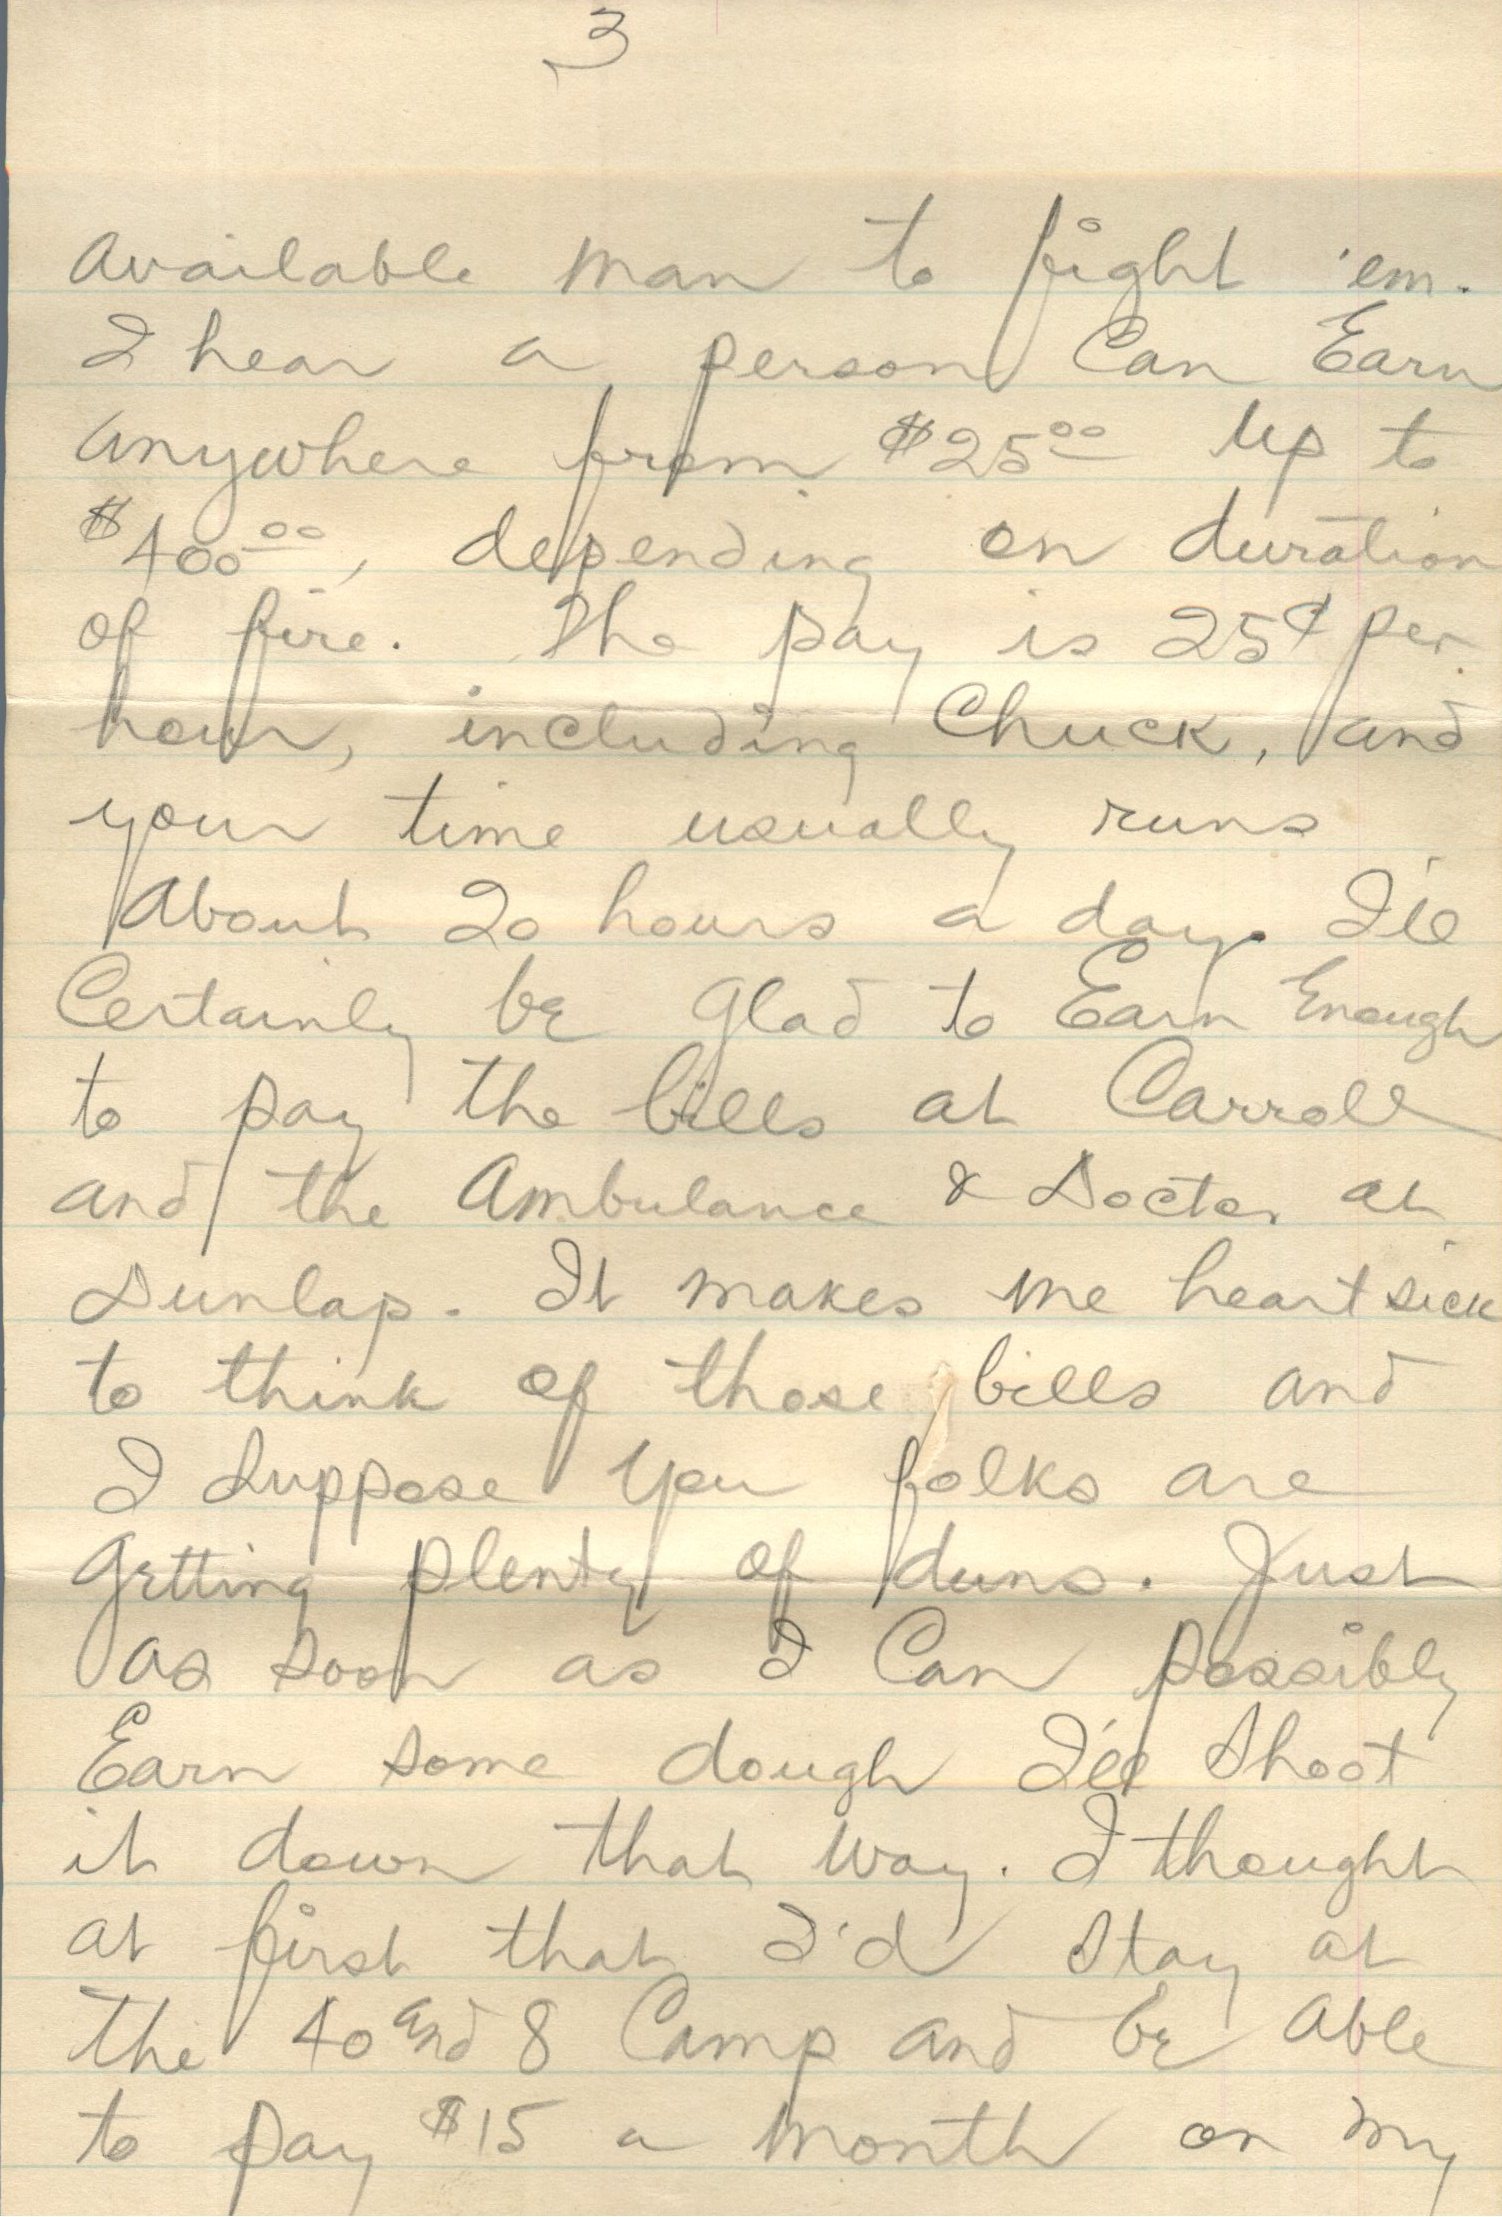 3
available man to fight 'em.
I hear a person Can Earn
anywhere from $25.00 up to
$400.00, depending on duration
of fire. The pay is 25¢ per
hour, including Chuck, and
your time usually runs
about 20 hours a day. I'll
Certainly be glad to Earn Enough
to pay the bills at Carroll
and the Ambulance & Doctor at
Dunlap. It makes me heart sick
to think of those bills and
I suppose you folks are
getting plenty of duns. Just
as soon as I Can possibly
Earn some dough I'll shoot
it down that way. I thought
at first that I'd stay at
the 40 and 8 Camp and be able
to pay $15 a month on my